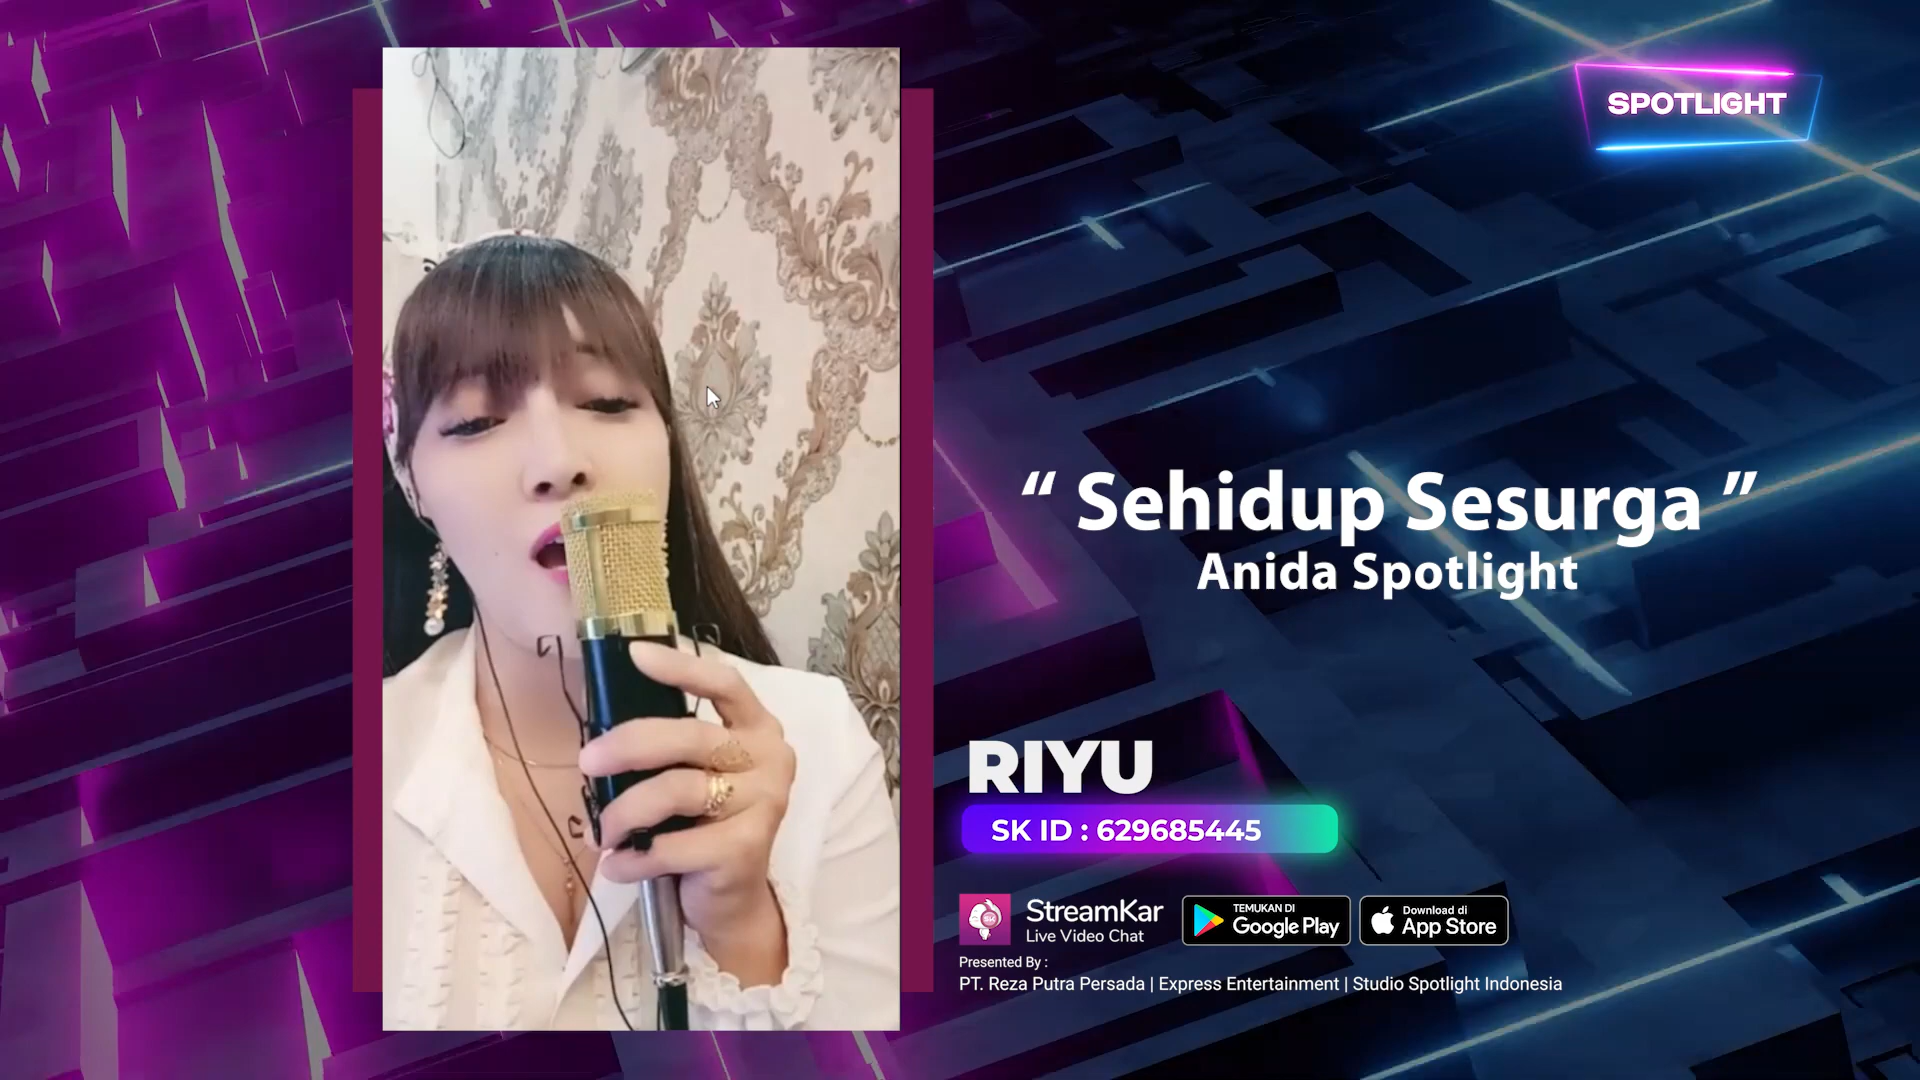 SPOTLIGHT
“ Sehidup Sesurga ”
Anida Spotlight
RIYU
SK ID : 629685445
SK
StreamKar
Live Video Chat
TEMUKAN DI
Google Play
Download di
App Store
Presented By :
PT. Reza Putra Persada | Express Entertainment | Studio Spotlight Indonesia